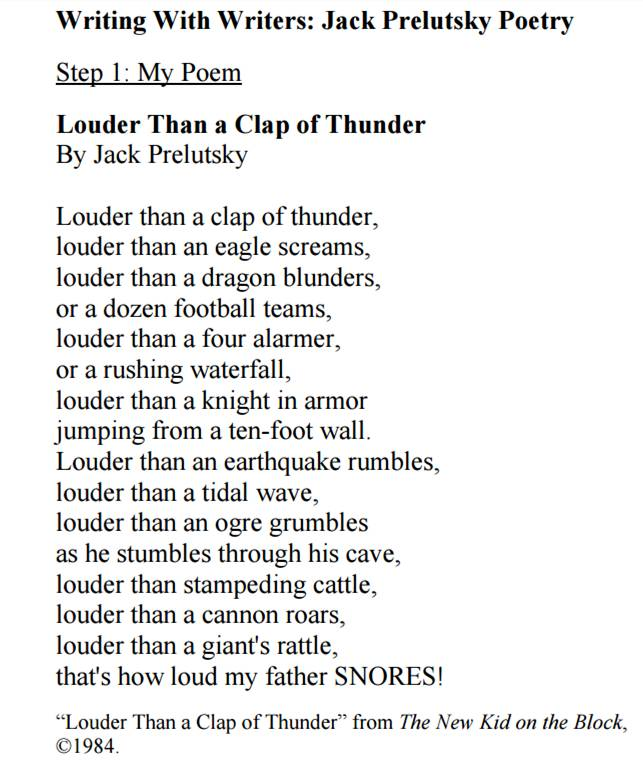 Writing With Writers: Jack Prelutsky Poetry
Step 1: My Poem
Louder Than a Clap of Thunder
By Jack Prelutsky
Louder than a clap of thunder,
louder than an eagle screams,
louder than a dragon blunders,
or a dozen football teams,
louder than a four alarmer,
or a rushing waterfall,
louder than a knight in armor
jumping from a ten-foot wall.
Louder than an earthquake rumbles,
louder than a tidal wave,
louder than an ogre grumbles
as he stumbles through his cave,
louder than stampeding cattle,
louder than a cannon roars,
louder than a giant's rattle,
that's how loud my father SNORES!
“Louder Than a Clap of Thunder” from The New Kid on the Block,
©1984.